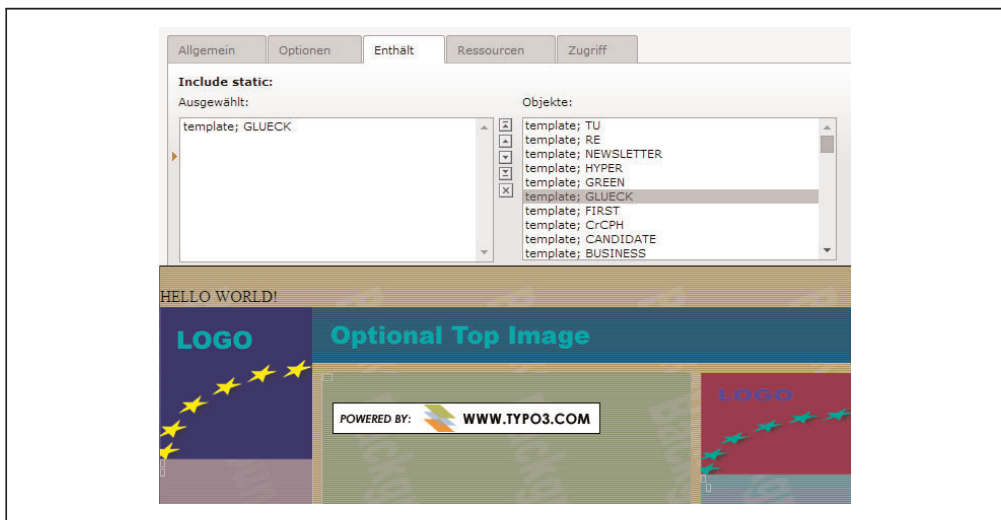 Allgemein Optionen Enthält Ressourcen Zugriff
Include static:
Ausgewählt: Objekte:
template; GLUECK
template; TU
template; RE
template; NEWSLETTER
template; HYPER
template; GREEN
template; GLUECK
template; FIRST
template; CrCPH
template; CANDIDATE
template; BUSINESS
HELLO WORLD!
LOGO
Optional Top Image
LOGO
POWERED BY: WWW.TYPO3.COM